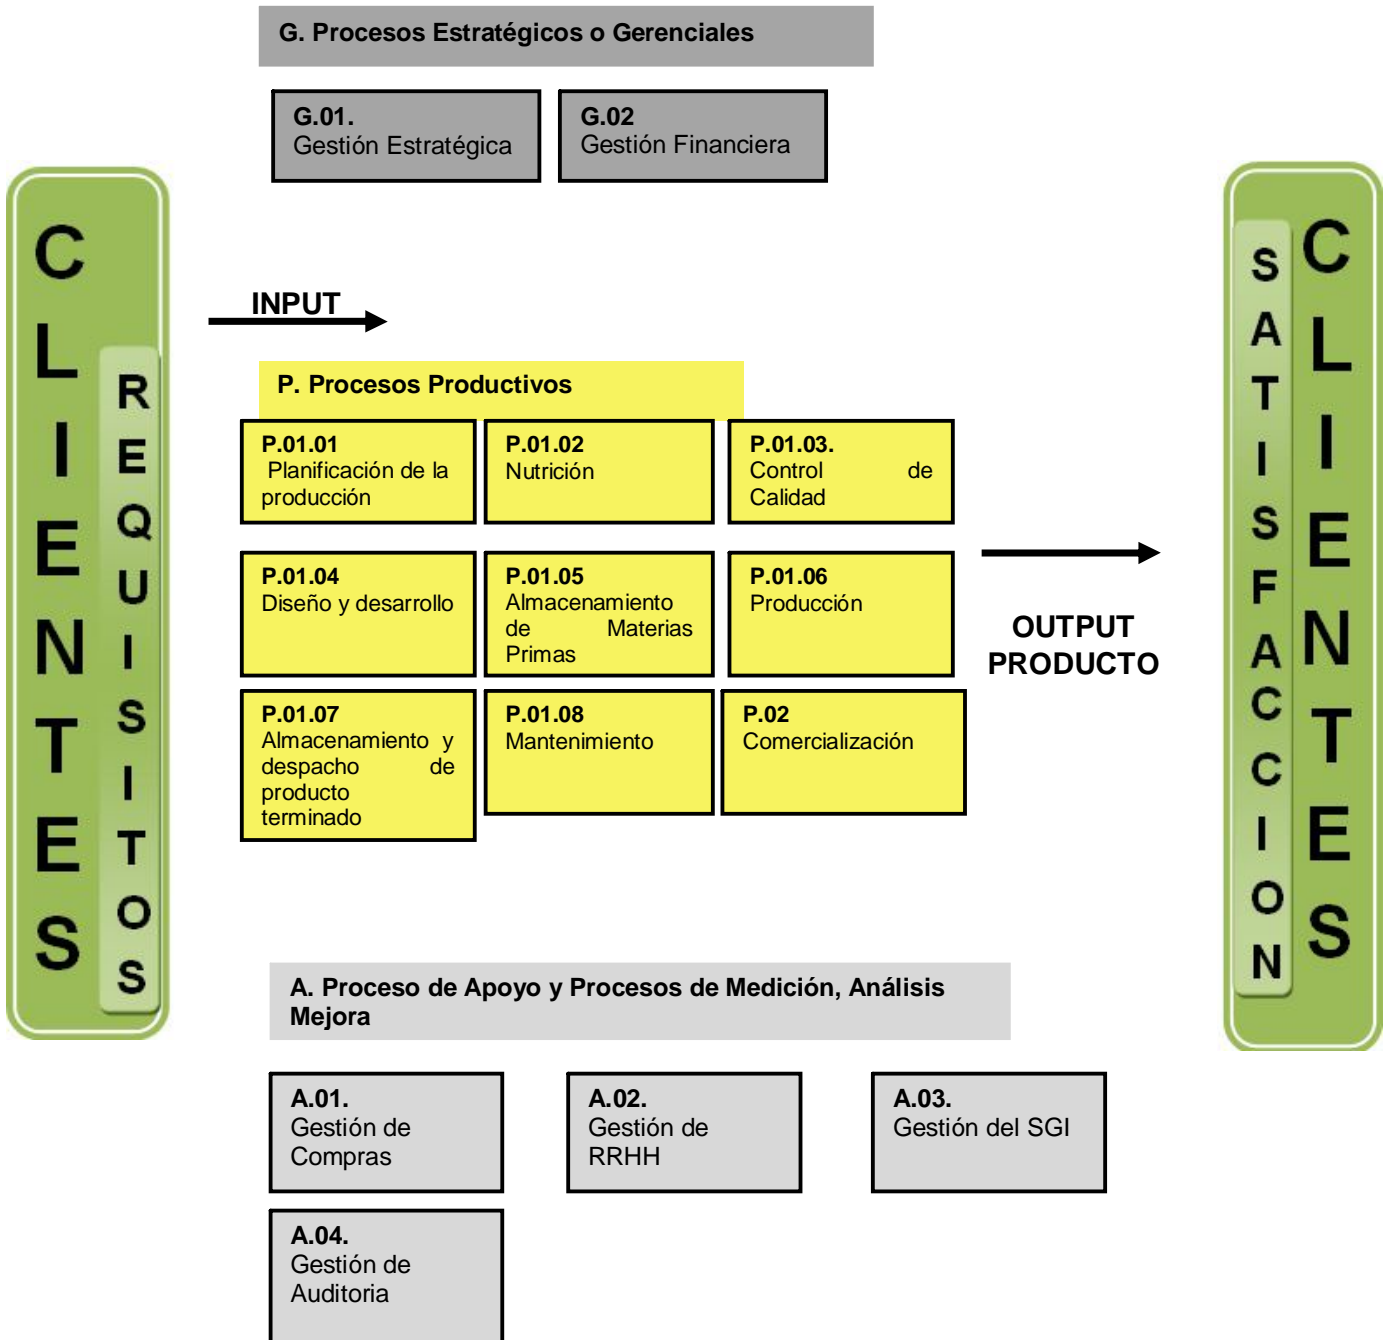 G. Procesos Estratégicos o Gerenciales
G.01.
Gestión Estratégica
G.02
Gestión Financiera
CLIENTES
REQUISITOS
INPUT
P. Procesos Productivos
P.01.01
Planificación de la
producción
P.01.02
Nutrición
P.01.03.
Control de
Calidad
P.01.04
Diseño y desarrollo
P.01.05
Almacenamiento
de Materias
Primas
P.01.06
Producción
P.01.07
Almacenamiento y
despacho de
producto
terminado
P.01.08
Mantenimiento
P.02
Comercialización
OUTPUT
PRODUCTO
SATISFACCION
CLIENTES
A. Proceso de Apoyo y Procesos de Medición, Análisis
Mejora
A.01.
Gestión de
Compras
A.02.
Gestión de
RRHH
A.03.
Gestión del SGI
A.04.
Gestión de
Auditoria